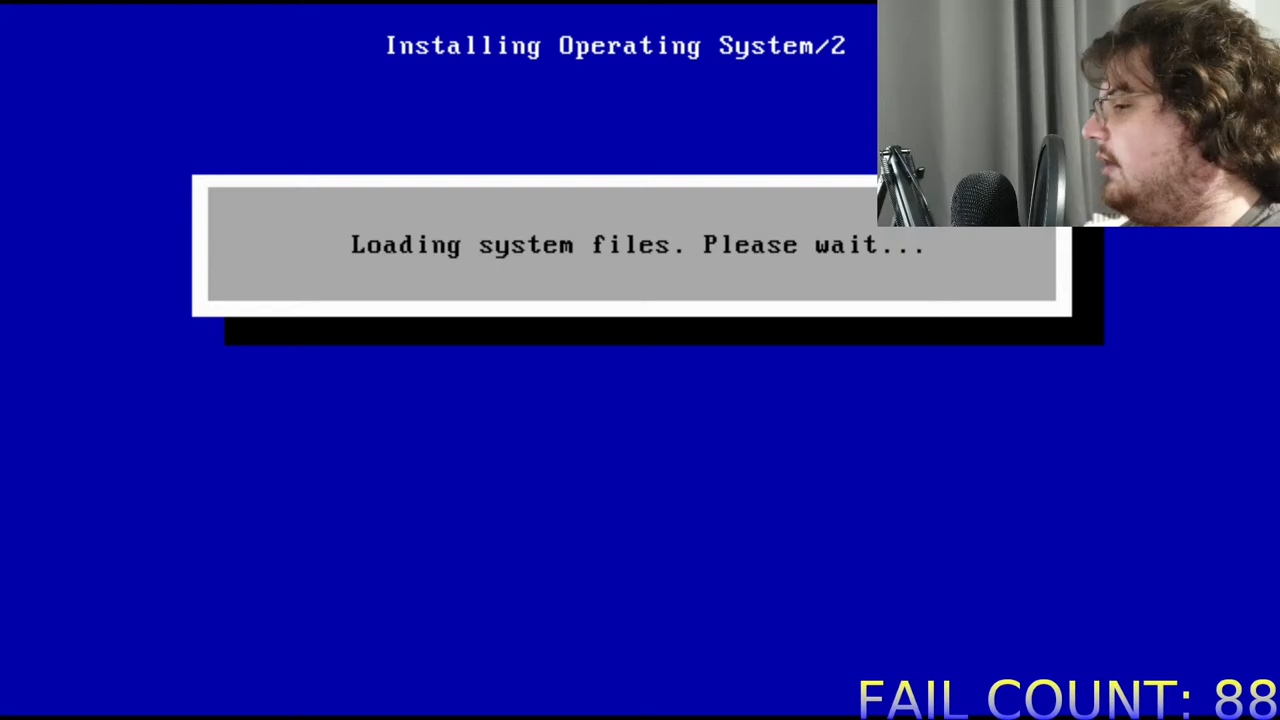 Installing Operating System/2
Loading system files. Please wait...
FAIL COUNT: 88